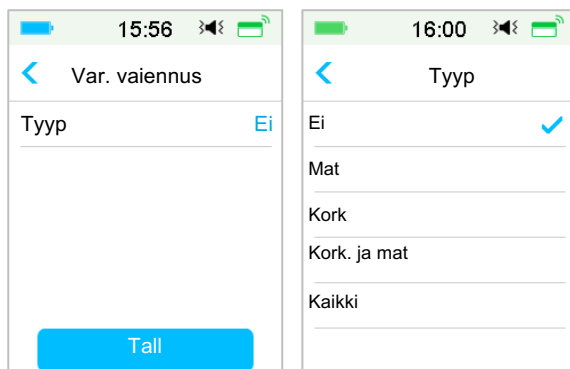 15:56
Var. vaiennus
Tyyp Ei
Tall
16:00
Tyyp
Ei
Mat
Kork
Kork. ja mat
Kaikki